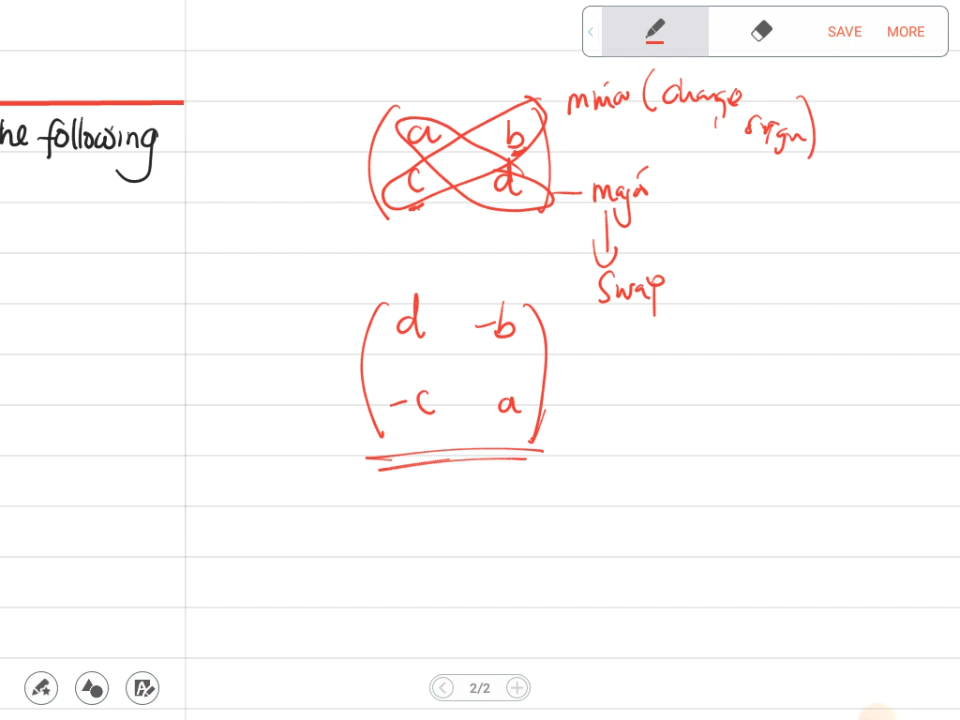 SAVE MORE
he following
minor (change sign)
a b
c d
major
swap
d -b
-c a
2/2